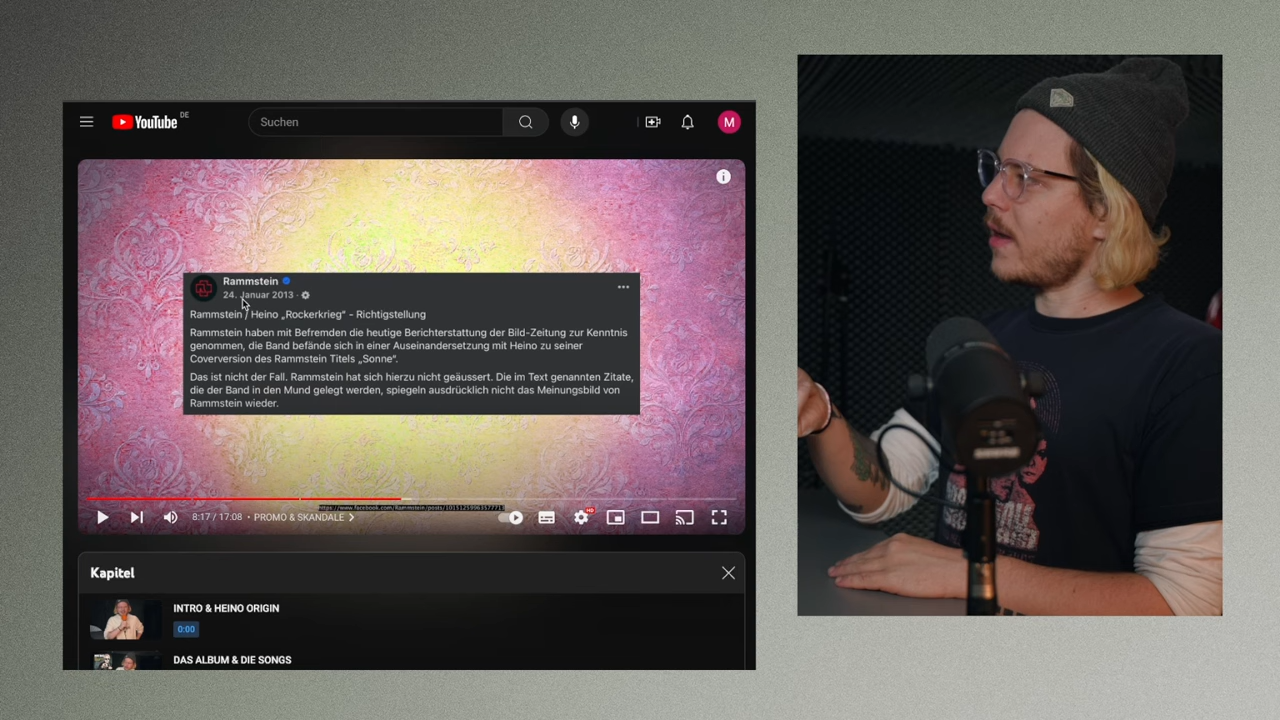 YouTube DE
Suchen
M
Rammstein
24. Januar 2013
Rammstein / Heino „Rockerkrieg“ - Richtigstellung
Rammstein haben mit Befremden die heutige Berichterstattung der Bild-Zeitung zur Kenntnis
genommen, die Band befände sich in einer Auseinandersetzung mit Heino zu seiner
Coverversion des Rammstein Titels „Sonne“.
Das ist nicht der Fall. Rammstein hat sich hierzu nicht geäussert. Die im Text genannten Zitate,
die der Band in den Mund gelegt werden, spiegeln ausdrücklich nicht das Meinungsbild von
Rammstein wieder.
8:17 / 17:08 • PROMO & SKANDALE
HD
Kapitel
INTRO & HEINO ORIGIN
0:00
DAS ALBUM & DIE SONGS